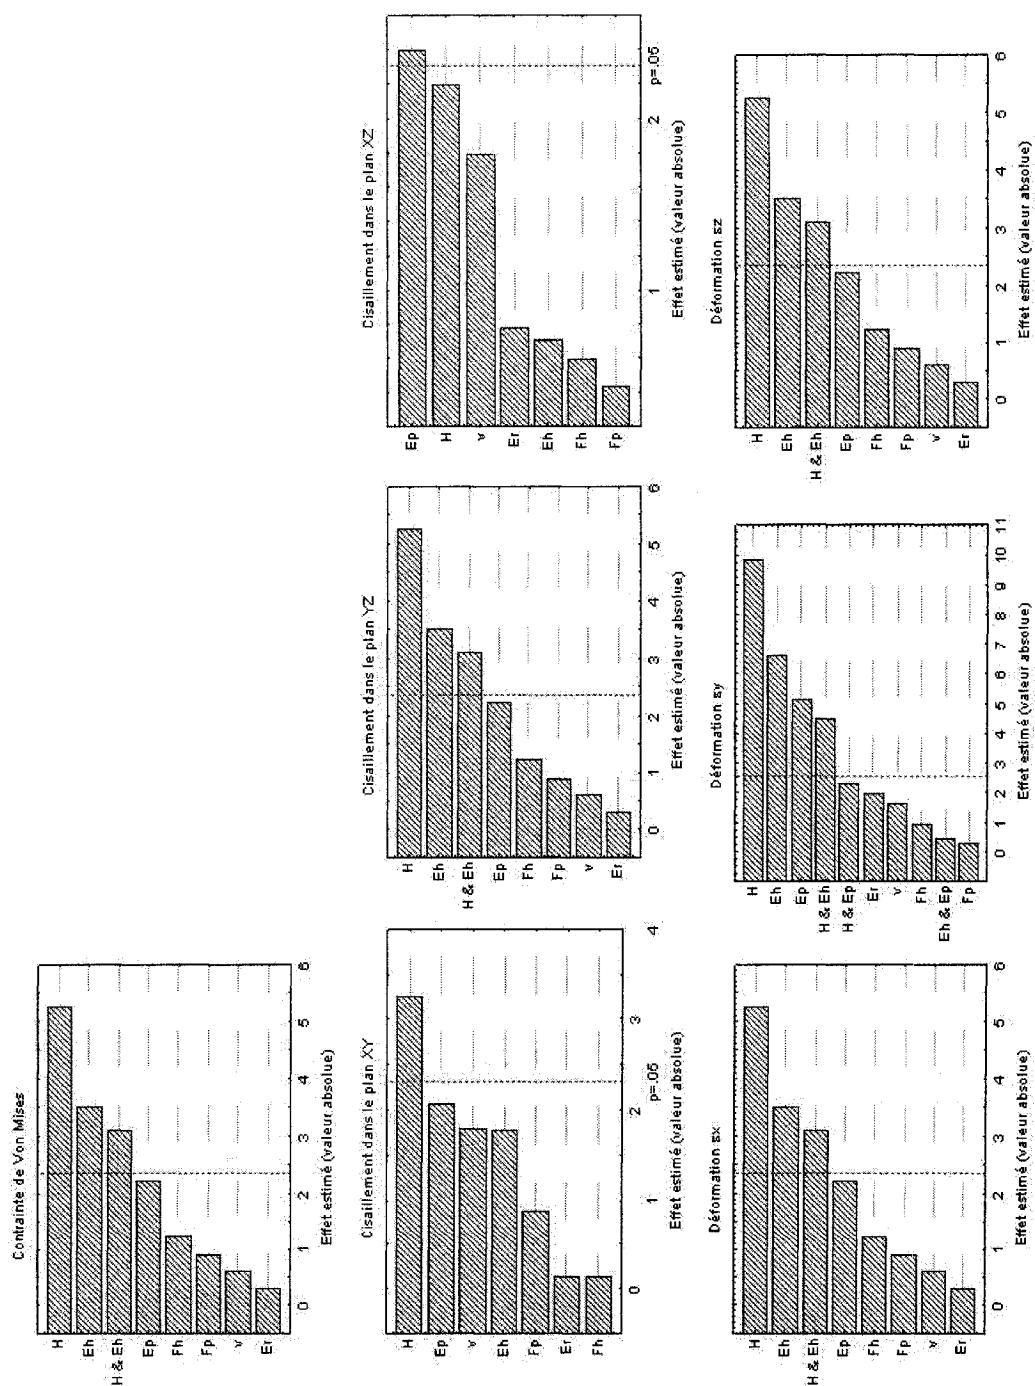 Contrainte de Von Mises
H
Eh
H & Eh
Ep
Fh
Fp
v
Er
0 1 2 3 4 5 6
Effet estimé (valeur absolue)
Cisaillement dans le plan XY
H
Ep
v
Eh
Fp
Er
Fh
0 1 2 p=.05 3 4
Effet estimé (valeur absolue)
Cisaillement dans le plan YZ
H
Eh
H & Eh
Ep
Fh
Fp
v
Er
0 1 2 3 4 5 6
Effet estimé (valeur absolue)
Cisaillement dans le plan XZ
Ep
H
v
Er
Eh
Fh
Fp
1 2 p=.05
Effet estimé (valeur absolue)
Déformation εx
H
Eh
H & Eh
Ep
Fh
Fp
v
Er
0 1 2 3 4 5 6
Effet estimé (valeur absolue)
Déformation εy
H
Eh
Ep
H & Eh
H & Ep
Er
v
Fh
Eh & Ep
Fp
0 1 2 3 4 5 6 7 8 9 10 11
Effet estimé (valeur absolue)
Déformation εz
H
Eh
H & Eh
Ep
Fh
Fp
v
Er
0 1 2 3 4 5 6
Effet estimé (valeur absolue)